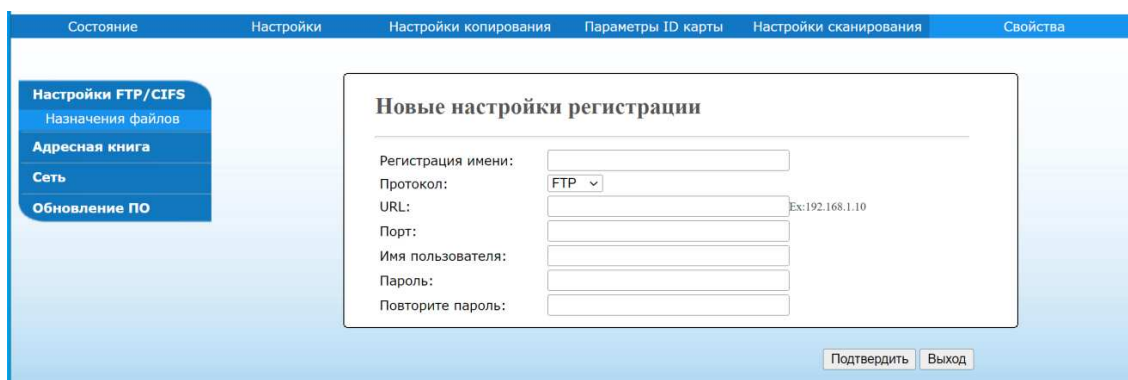 Состояние Настройки Настройки копирования Параметры ID карты Настройки сканирования Свойства
Настройки FTP/CIFS
Назначения файлов
Адресная книга
Сеть
Обновление ПО
Новые настройки регистрации
Регистрация имени:
Протокол: FTP
URL: Ex:192.168.1.10
Порт:
Имя пользователя:
Пароль:
Повторите пароль:
Подтвердить Выход